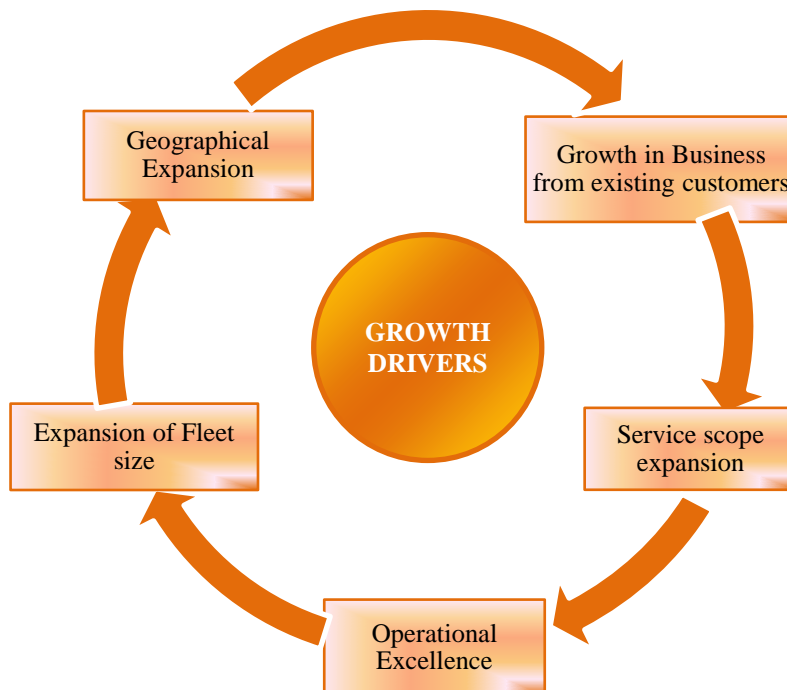 Geographical
Expansion
Growth in Business
from existing customers
GROWTH
DRIVERS
Expansion of Fleet
size
Service scope
expansion
Operational
Excellence